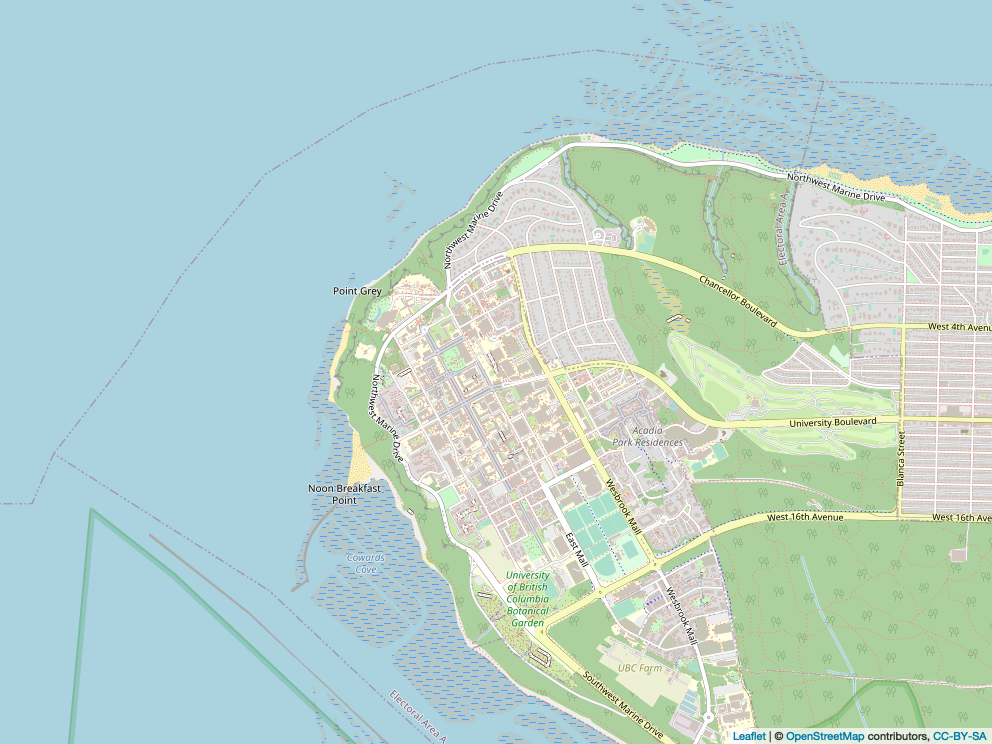 Northwest Marine Drive
Electoral Area A
Northwest Marine Drive
Point Grey
Chancellor Boulevard
West 4th Avenu
Northwest Marine Drive
University Boulevard
Acadia
Park Residences
Blanca Street
Noon Breakfast
Point
Wesbrook Mall
West 16th Avenue
West 16th Ave
East Mall
Cowards
Cove
University
of British
Columbia
Botanical
Garden
Wesbrook Mall
UBC Farm
Southwest Marine Drive
Electoral Area A
Leaflet | © OpenStreetMap contributors, CC-BY-SA